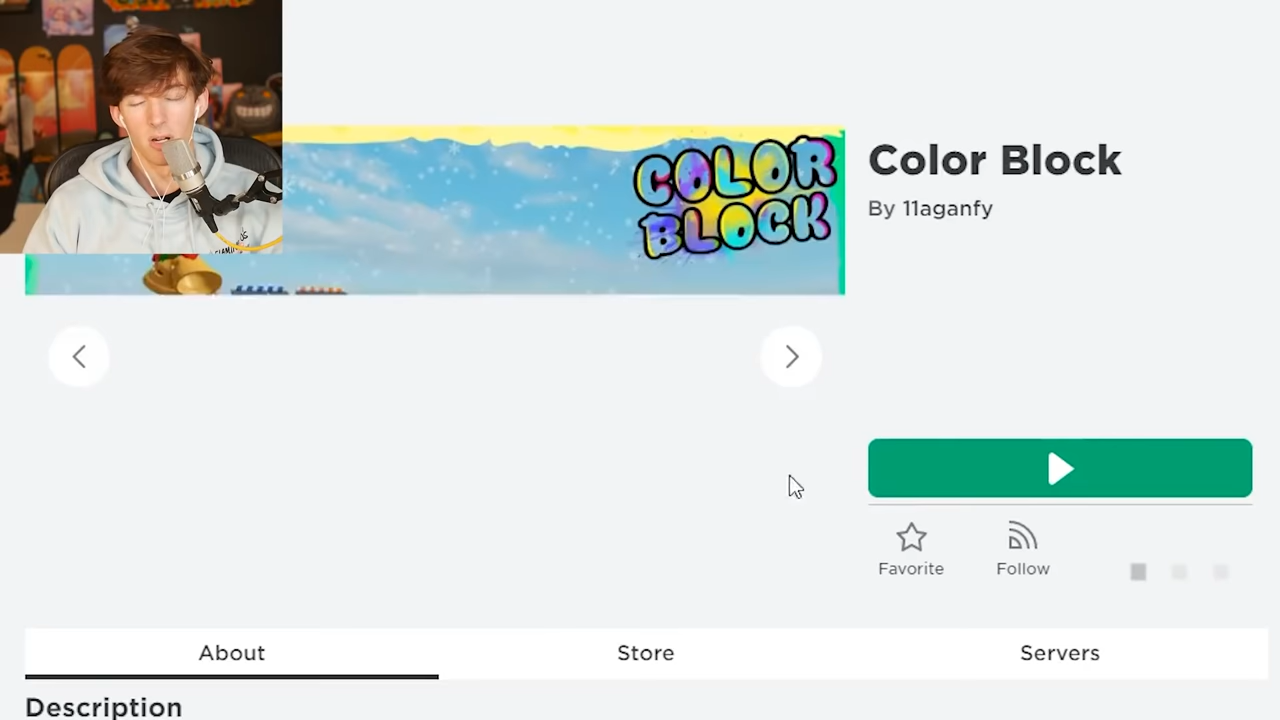 COLOR
BLOCK
Color Block
By 11aganfy
Favorite
Follow
About
Store
Servers
Description